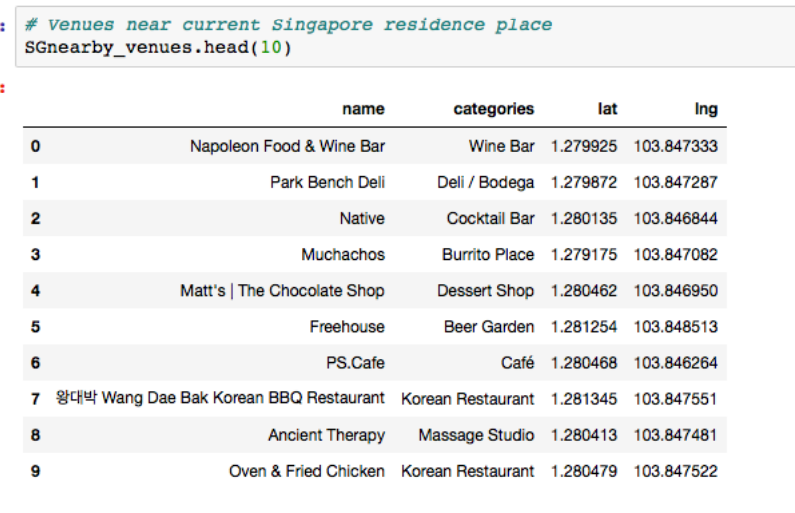 : # Venues near current Singapore residence place
SGnearby_venues.head(10)
:
name categories lat lng
0 Napoleon Food & Wine Bar Wine Bar 1.279925 103.847333
1 Park Bench Deli Deli / Bodega 1.279872 103.847287
2 Native Cocktail Bar 1.280135 103.846844
3 Muchachos Burrito Place 1.279175 103.847082
4 Matt's | The Chocolate Shop Dessert Shop 1.280462 103.846950
5 Freehouse Beer Garden 1.281254 103.848513
6 PS.Cafe Café 1.280468 103.846264
7 왕대박 Wang Dae Bak Korean BBQ Restaurant Korean Restaurant 1.281345 103.847551
8 Ancient Therapy Massage Studio 1.280413 103.847481
9 Oven & Fried Chicken Korean Restaurant 1.280479 103.847522